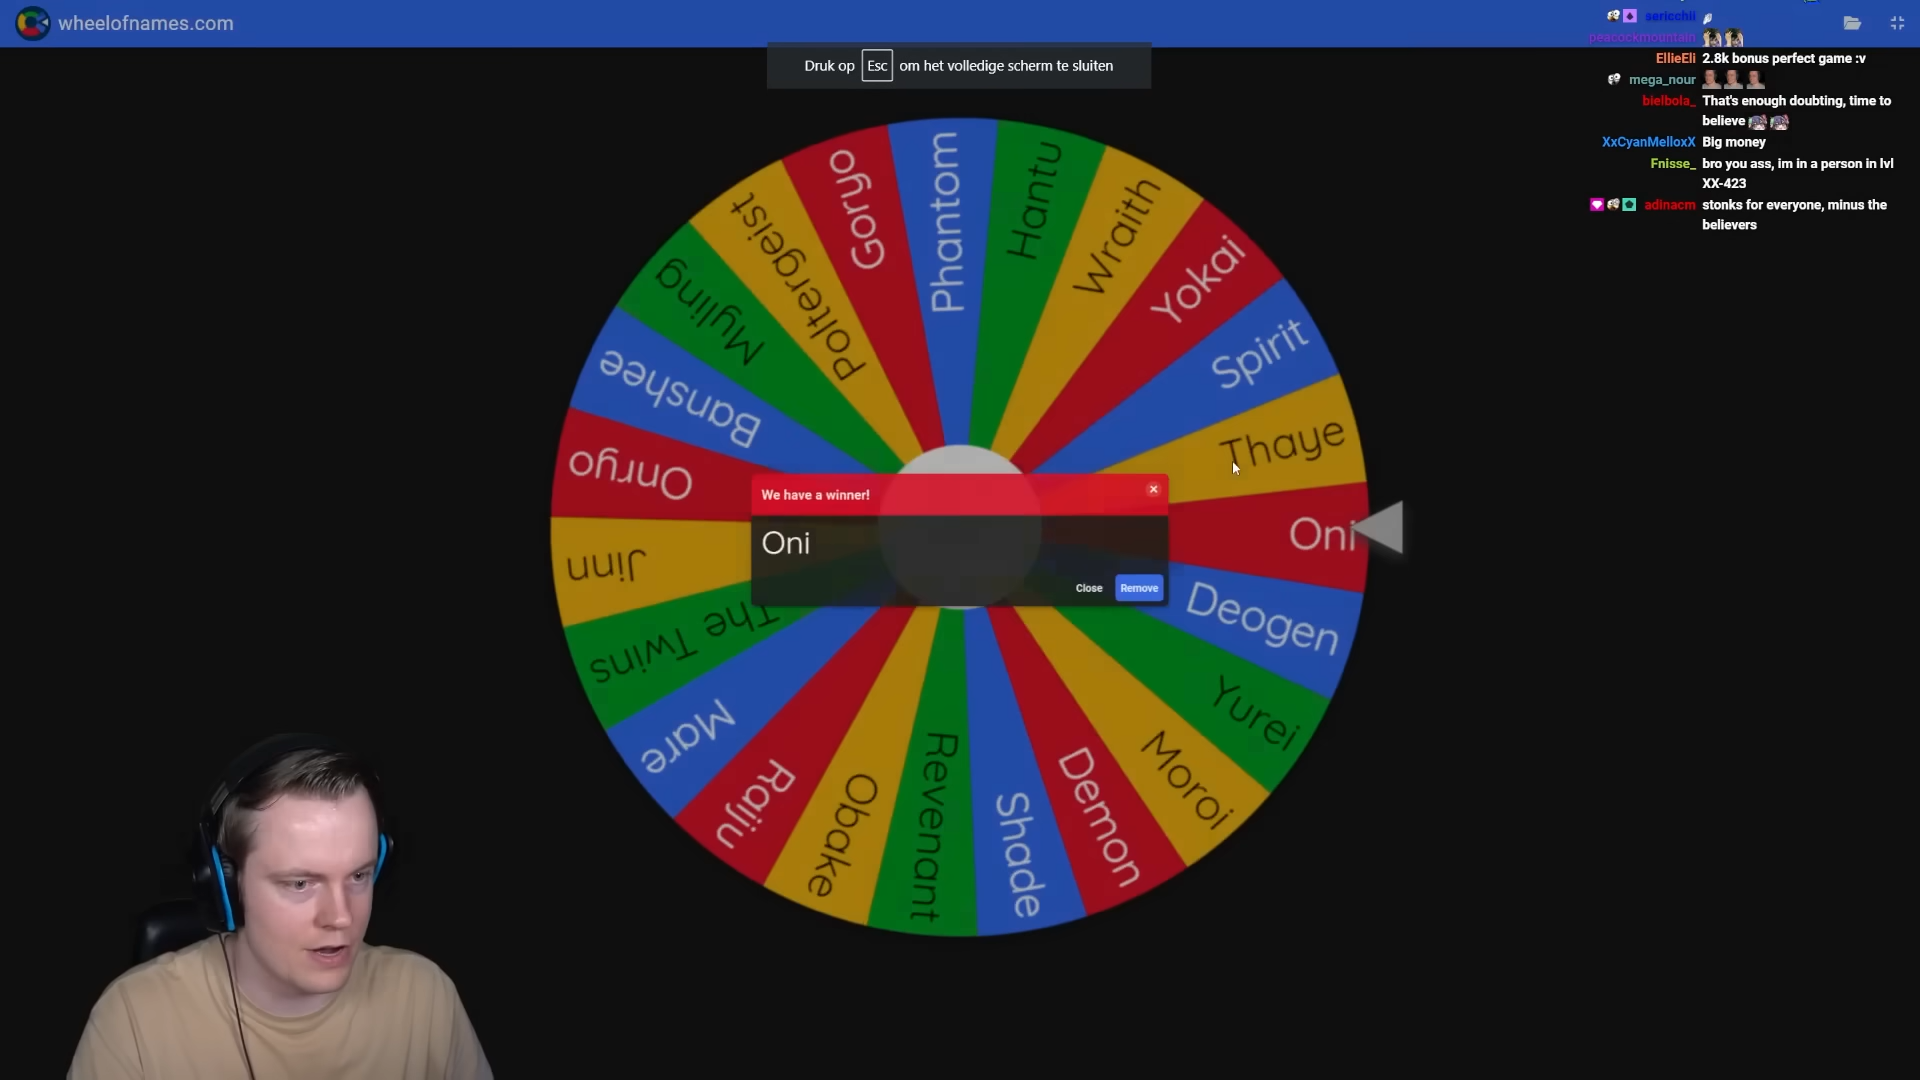 wheelofnames.com
Druk op Esc om het volledige scherm te sluiten
sericchii
peacockmountain
EllieEli 2.8k bonus perfect game :v
mega_nour
bielbola_ That's enough doubting, time to
believe
XxCyanMelloxX Big money
Fnisse_ bro you ass, im in a person in lvl
XX-423
adinacm stonks for everyone, minus the
believers
Phantom
Hantu
Wraith
Yokai
Spirit
Thaye
Oni
Deogen
Yurei
Moroi
Demon
Shade
Revenant
Obake
Raiju
Mare
The Twins
Jinn
Onryo
Banshee
Myling
Poltergeist
Goryo
We have a winner!
Oni
Close
Remove